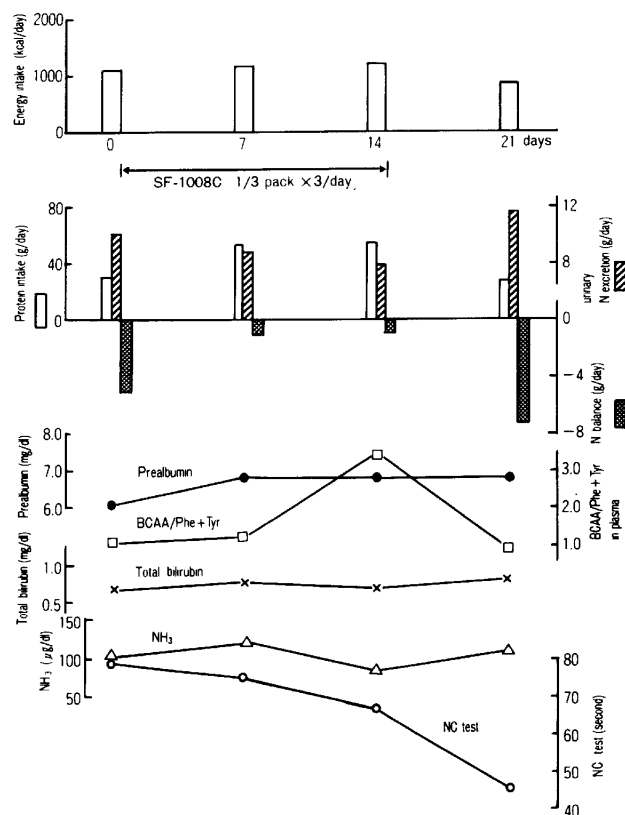 Energy intake (kcal/day)
2000
1000
0
0 7 14 21 days
SF-1008C 1/3 pack ×3/day
Protein intake (g/day)
80
40
0
12
8
0
−4
−8
urinary
N excretion (g/day)
N balance (g/day)
Prealbumin (mg/dl)
8.0
7.0
6.0
Prealbumin
BCAA/Phe+Tyr
3.0
2.0
1.0
BCAA/Phe+Tyr
in plasma
Total bilirubin (mg/dl)
1.0
0.5
Total bilirubin
NH₃ (μg/dl)
150
100
50
NH₃
NC test
80
70
60
50
40
NC test (second)